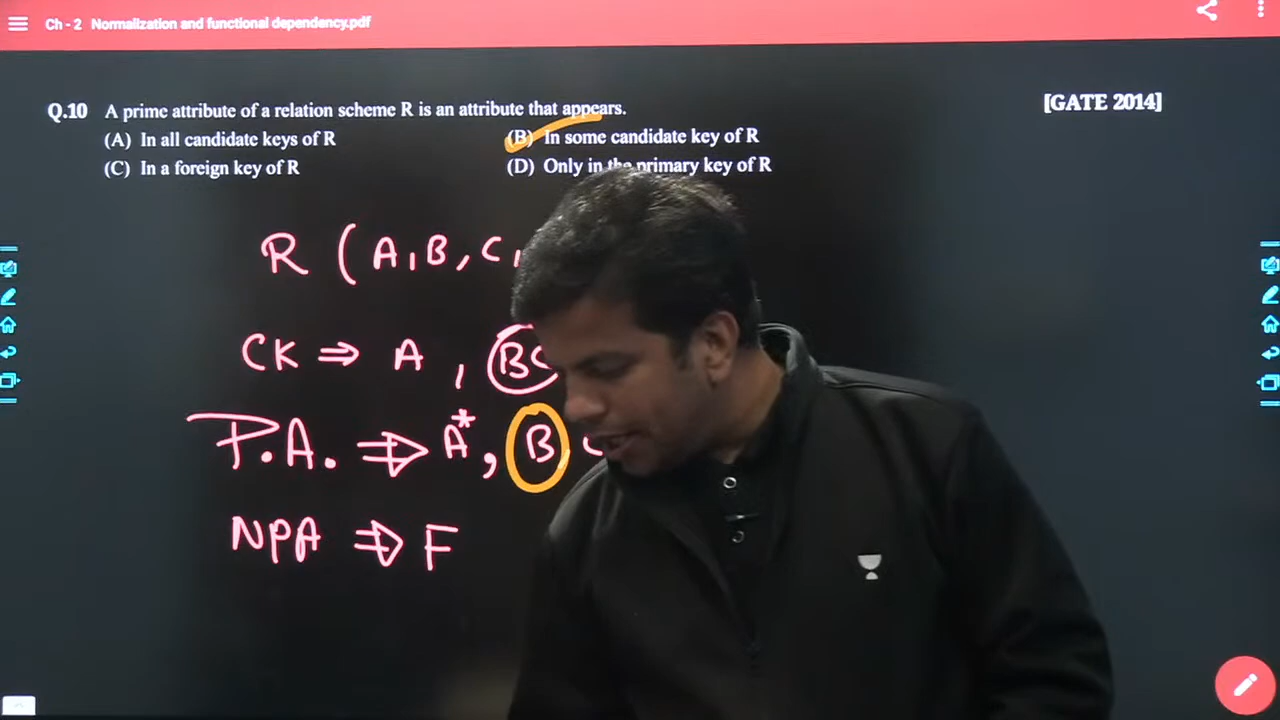 Ch - 2 Normalization and functional dependency.pdf
Q.10 A prime attribute of a relation scheme R is an attribute that appears. [GATE 2014]
(A) In all candidate keys of R (B) In some candidate key of R
(C) In a foreign key of R (D) Only in the primary key of R
R (A, B, C,
CK ⇒ A, BC
P.A. ⇒ A*, B C
NPA ⇒ F